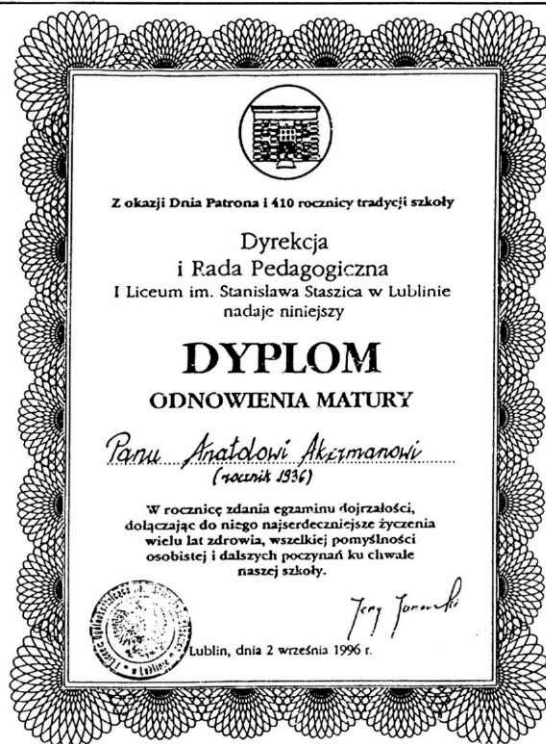 Z okazji Dnia Patrona i 410 rocznicy tradycji szkoły
Dyrekcja
i Rada Pedagogiczna
I Liceum im. Stanisława Staszica w Lublinie
nadaje niniejszy
DYPLOM
ODNOWIENIA MATURY
Panu Anatolowi Akermanowi
(rocznik 1936)
W rocznicę zdania egzaminu dojrzałości,
dołączając do niego najserdeczniejsze życzenia
wielu lat zdrowia, wszelkiej pomyślności
osobistej i dalszych poczynań ku chwale
naszej szkoły.
Lublin, dnia 2 września 1996 r.